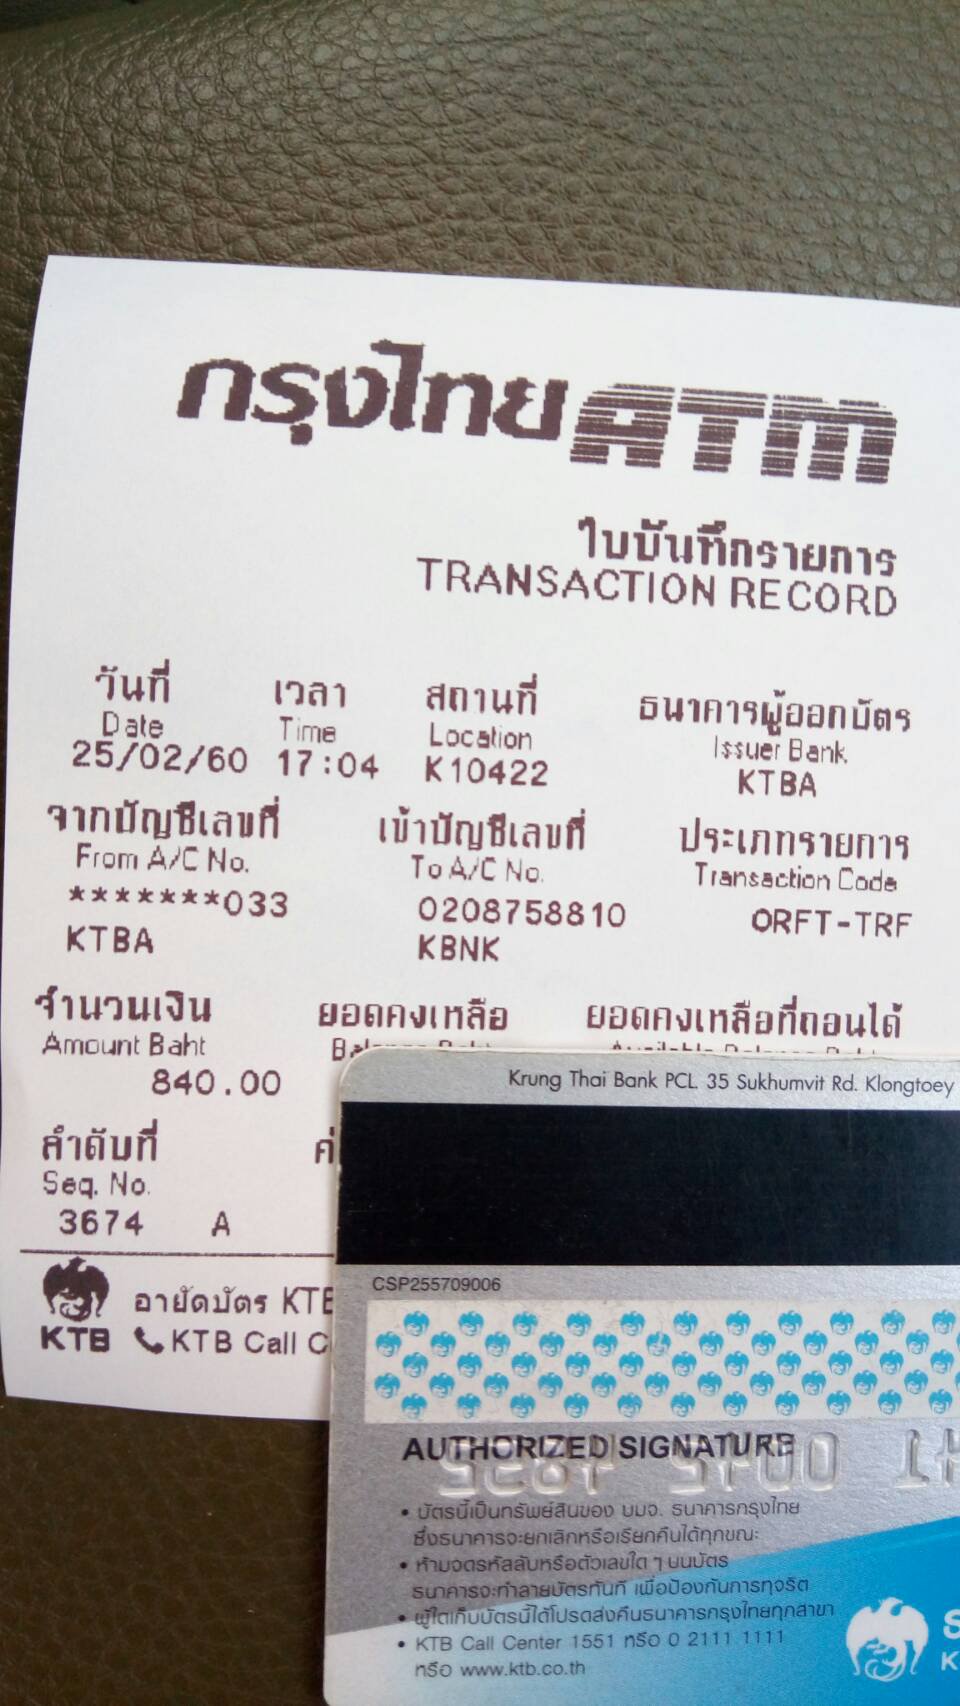 กรุงไทย ATM
ใบบันทึกรายการ
TRANSACTION RECORD
วันที่ เวลา สถานที่ ธนาคารผู้ออกบัตร
Date Time Location Issuer Bank
25/02/60 17:04 K10422 KTBA
จากบัญชีเลขที่ เข้าบัญชีเลขที่ ประเภทรายการ
From A/C No. To A/C No. Transaction Code
*******033 0208758810 ORFT-TRF
KTBA KBNK
จำนวนเงิน ยอดคงเหลือ ยอดคงเหลือที่ถอนได้
Amount Baht
840.00
ลำดับที่
Seq. No.
3674 A
อายัดบัตร KTB
KTB KTB Call C
Krung Thai Bank PCL. 35 Sukhumvit Rd. Klongtoey
CSP255709006
AUTHORIZED SIGNATURE
• บัตรนี้เป็นทรัพย์สินของ บมจ. ธนาคารกรุงไทย
ซึ่งธนาคารจะยกเลิกหรือเรียกคืนได้ทุกขณะ
• ห้ามจดรหัสลับหรือตัวเลขใด ๆ บนบัตร
ธนาคารจะทำลายบัตรทันที เพื่อป้องกันการทุจริต
• ผู้ใดเก็บบัตรนี้ได้โปรดส่งคืนธนาคารกรุงไทยทุกสาขา
• KTB Call Center 1551 หรือ 0 2111 1111
หรือ www.ktb.co.th